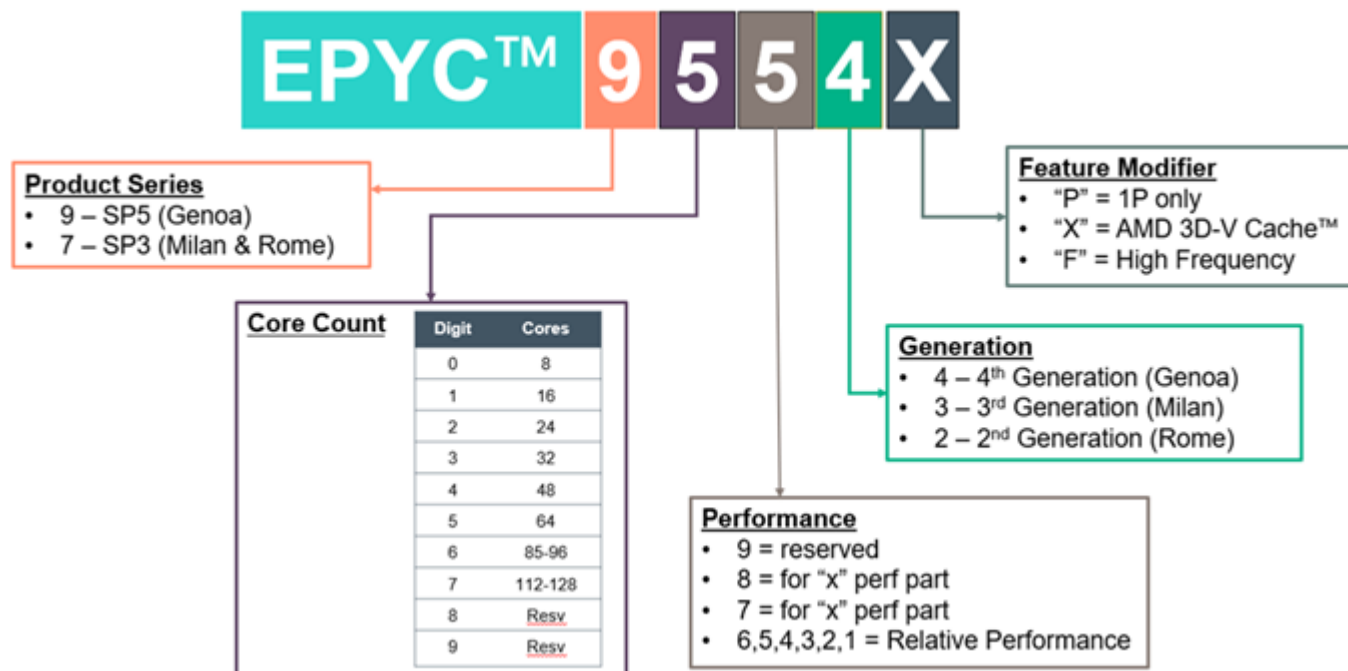 EPYC™ 9 5 5 4 X
Product Series
• 9 – SP5 (Genoa)
• 7 – SP3 (Milan & Rome)
Feature Modifier
• “P” = 1P only
• “X” = AMD 3D-V Cache™
• “F” = High Frequency
Core Count
Digit Cores
0 8
1 16
2 24
3 32
4 48
5 64
6 85-96
7 112-128
8 Resv
9 Resv
Generation
• 4 – 4th Generation (Genoa)
• 3 – 3rd Generation (Milan)
• 2 – 2nd Generation (Rome)
Performance
• 9 = reserved
• 8 = for “x” perf part
• 7 = for “x” perf part
• 6,5,4,3,2,1 = Relative Performance